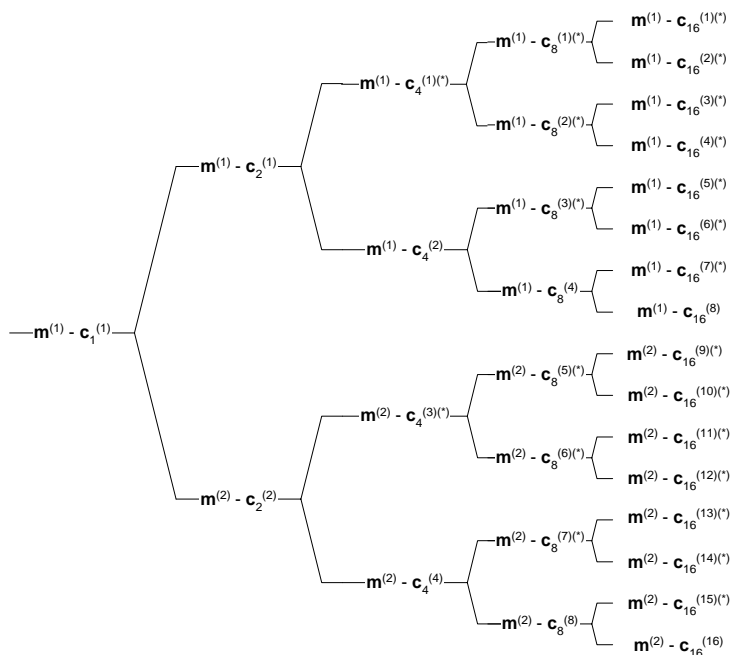 m(1) - c16(1)(*)
m(1) - c8(1)(*)
m(1) - c16(2)(*)
m(1) - c4(1)(*)
m(1) - c16(3)(*)
m(1) - c8(2)(*)
m(1) - c16(4)(*)
m(1) - c2(1)
m(1) - c16(5)(*)
m(1) - c8(3)(*)
m(1) - c16(6)(*)
m(1) - c4(2)
m(1) - c16(7)(*)
m(1) - c8(4)
m(1) - c16(8)
m(1) - c1(1)
m(2) - c16(9)(*)
m(2) - c8(5)(*)
m(2) - c16(10)(*)
m(2) - c4(3)(*)
m(2) - c16(11)(*)
m(2) - c8(6)(*)
m(2) - c16(12)(*)
m(2) - c2(2)
m(2) - c16(13)(*)
m(2) - c8(7)(*)
m(2) - c16(14)(*)
m(2) - c4(4)
m(2) - c16(15)(*)
m(2) - c8(8)
m(2) - c16(16)